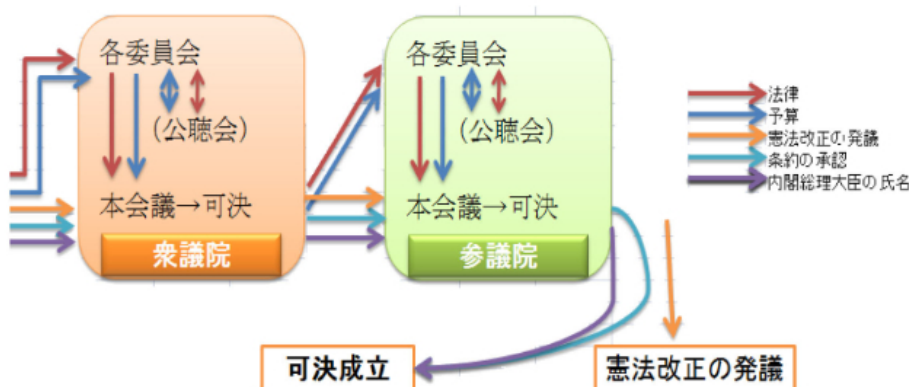 各委員会
(公聴会)
本会議→可決
衆議院
各委員会
(公聴会)
本会議→可決
参議院
法律
予算
憲法改正の発議
条約の承認
内閣総理大臣の氏名
可決成立
憲法改正の発議